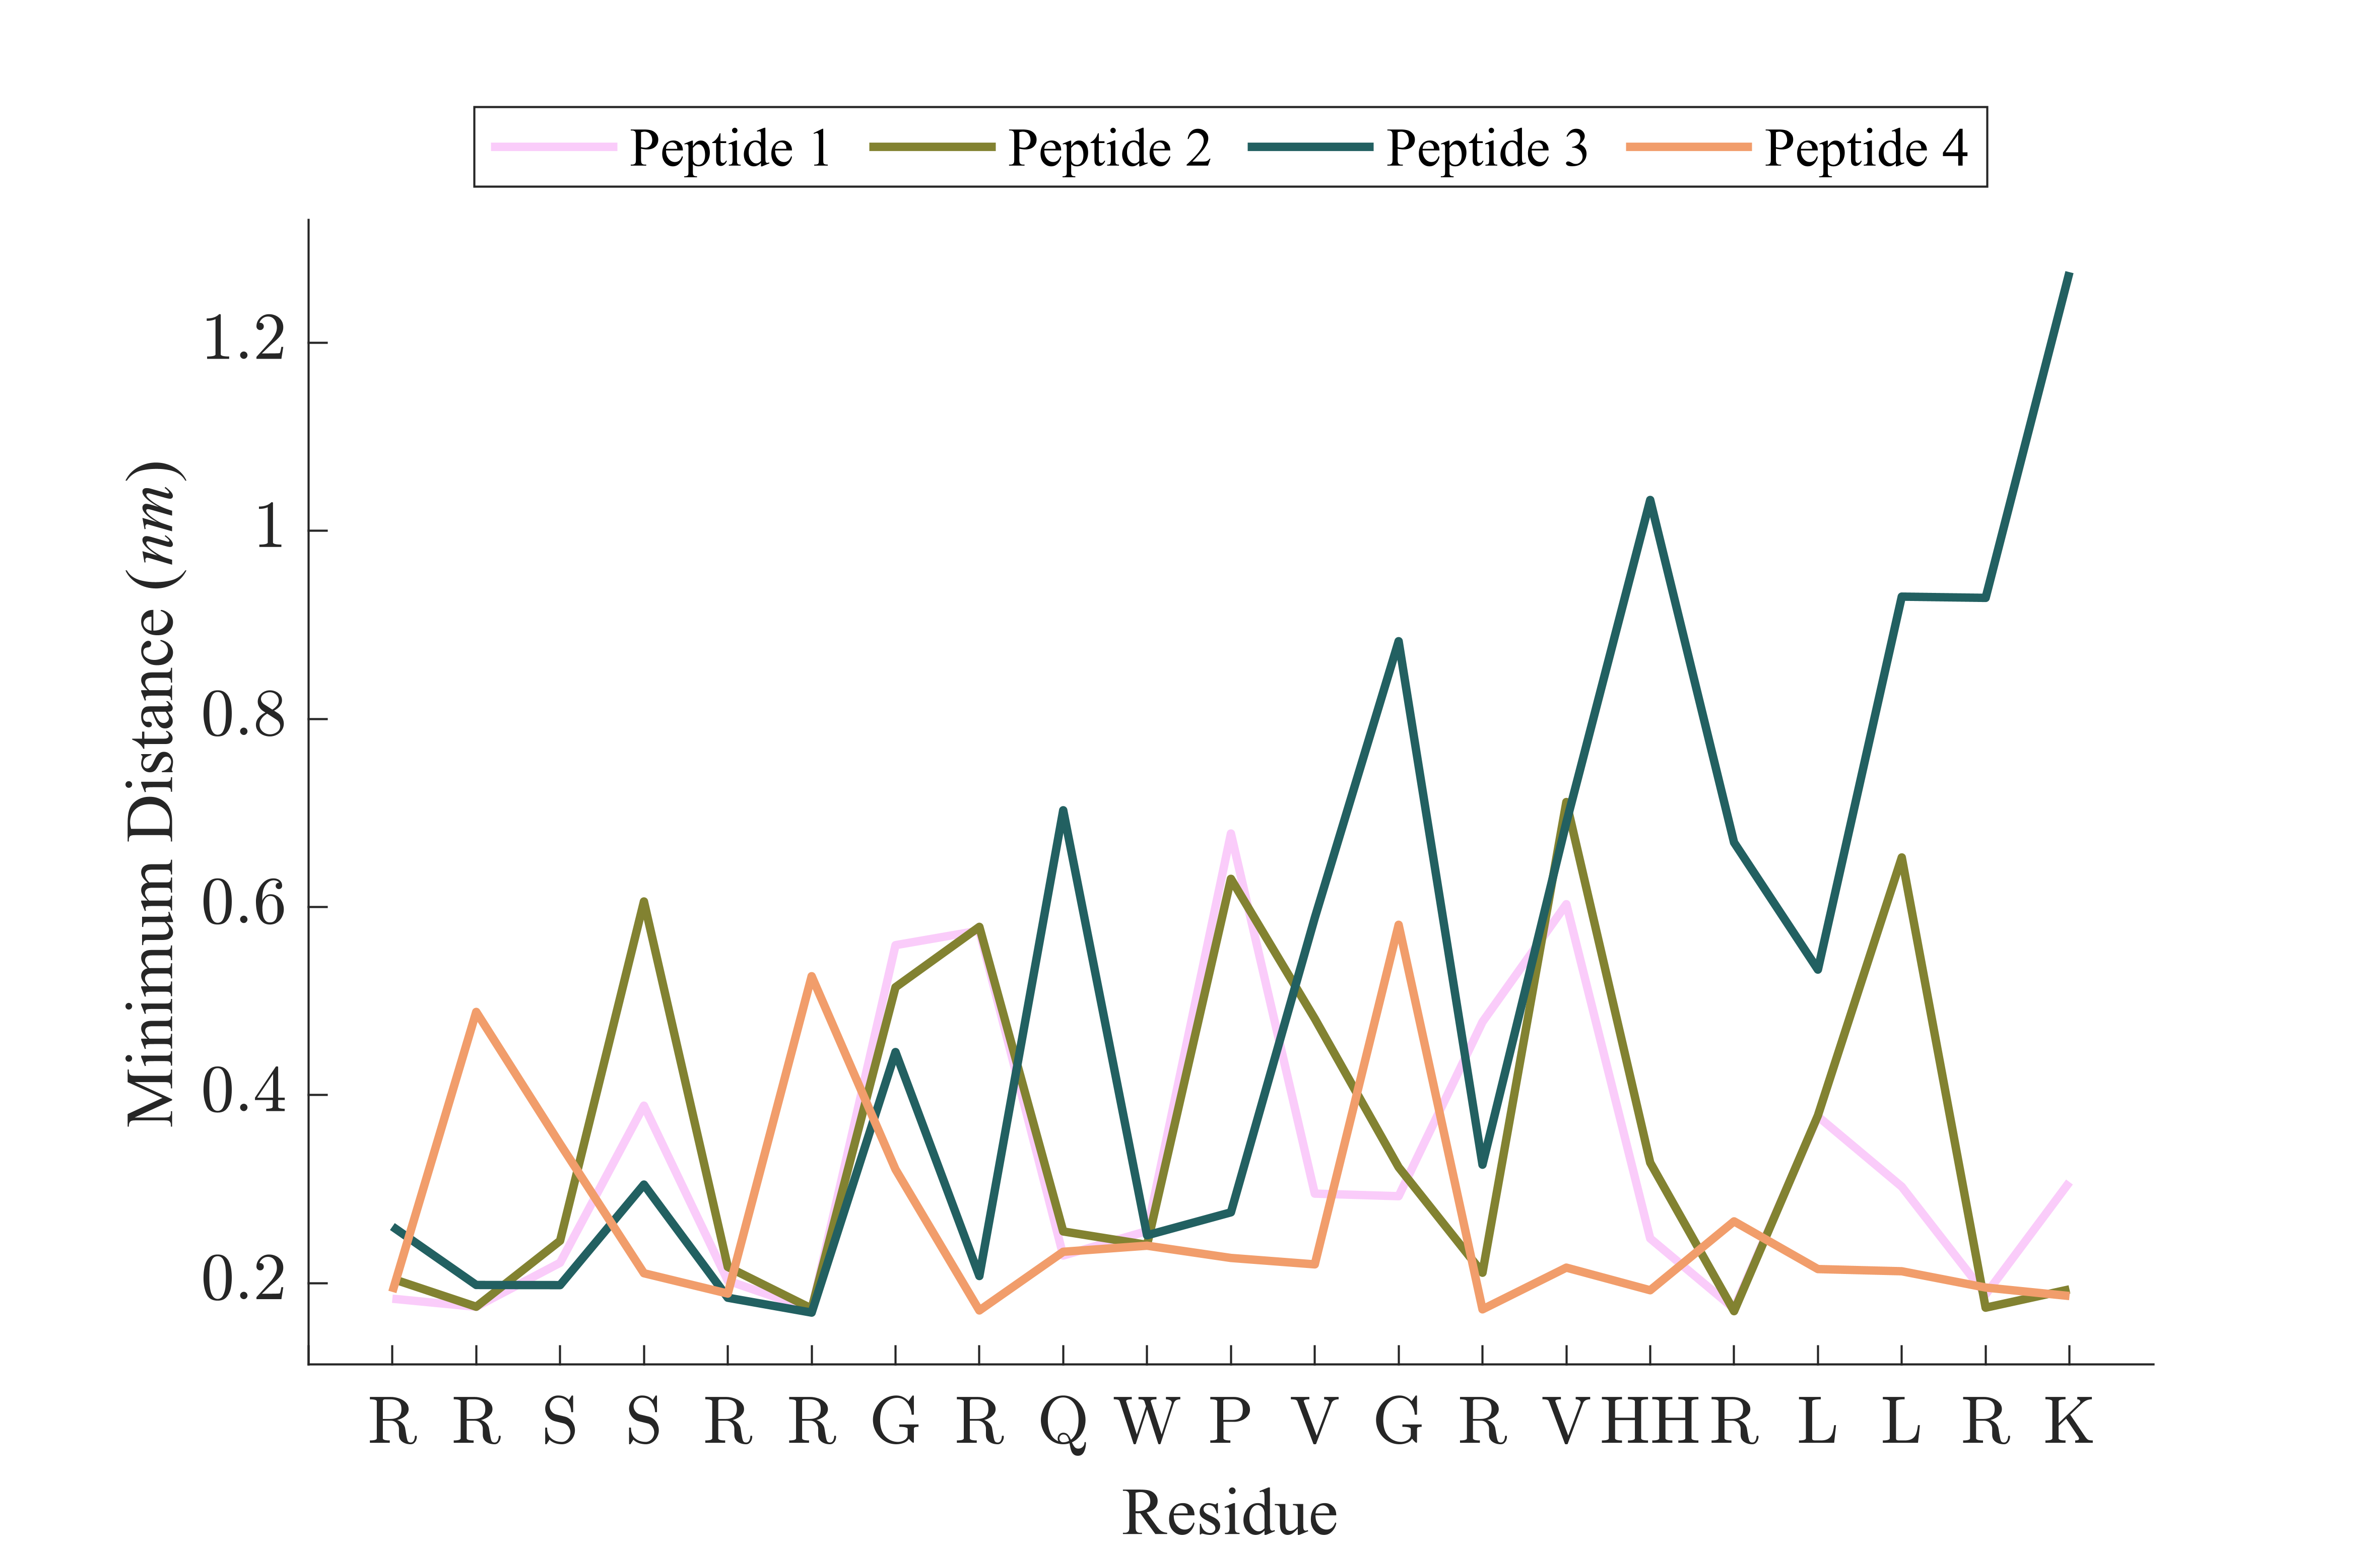 Peptide 1 Peptide 2 Peptide 3 Peptide 4
1.2
1
0.8
0.6
0.4
0.2
Minimum Distance (nm)
R R S S R R G R Q W P V G R V HH R L L R K
Residue